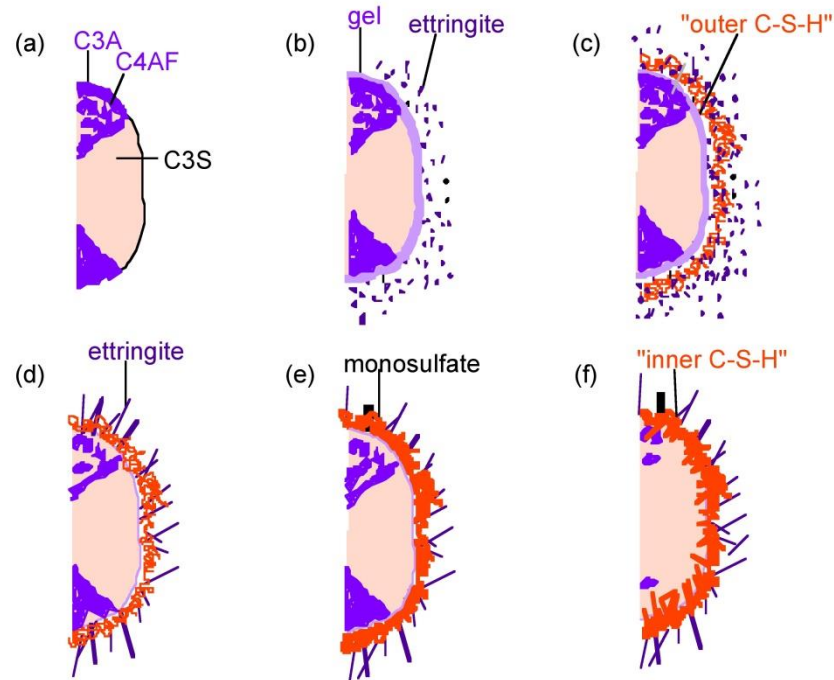 (a)
C3A
C4AF
C3S
(b)
gel
ettringite
(c)
"outer C-S-H"
(d)
ettringite
(e)
monosulfate
(f)
"inner C-S-H"